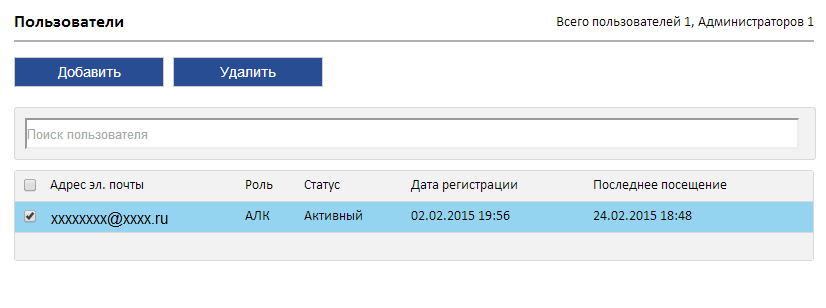 Пользователи Всего пользователей 1, Администраторов 1
Добавить Удалить
Поиск пользователя
Адрес эл. почты Роль Статус Дата регистрации Последнее посещение
xxxxxxxx@xxxx.ru АЛК Активный 02.02.2015 19:56 24.02.2015 18:48